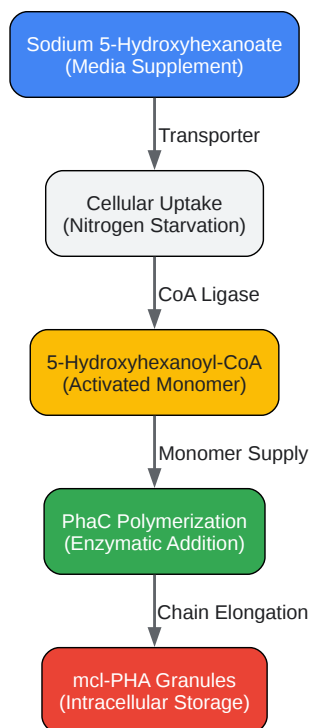 Sodium 5-Hydroxyhexanoate
(Media Supplement)
Transporter
Cellular Uptake
(Nitrogen Starvation)
CoA Ligase
5-Hydroxyhexanoyl-CoA
(Activated Monomer)
Monomer Supply
PhaC Polymerization
(Enzymatic Addition)
Chain Elongation
mcl-PHA Granules
(Intracellular Storage)